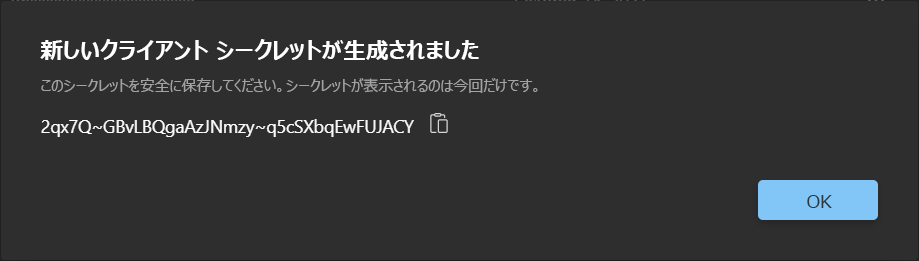 新しいクライアント シークレットが生成されました
このシークレットを安全に保存してください。シークレットが表示されるのは今回だけです。
2qx7Q~GBvLBQgaAzJNmzy~q5cSXbqEwFUJACY
OK